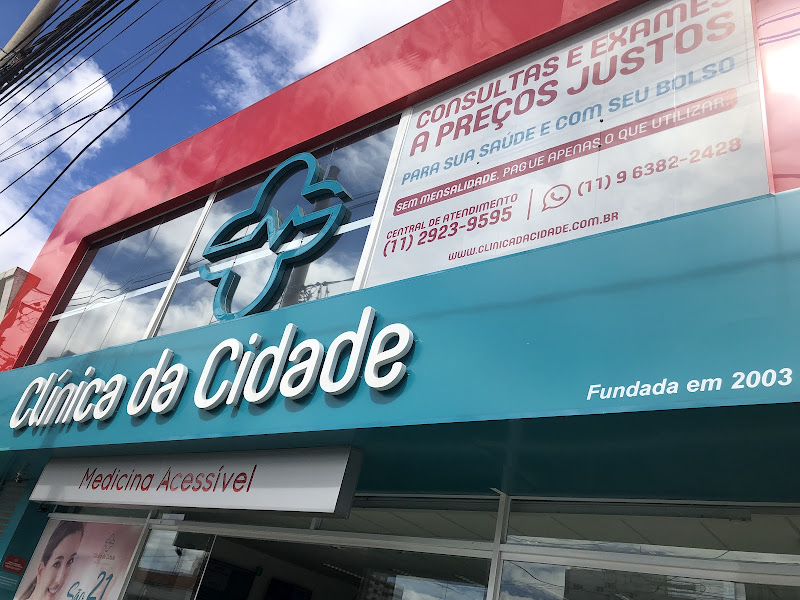 CONSULTAS E EXAMES
A PREÇOS JUSTOS
PARA SUA SAÚDE E COM SEU BOLSO
SEM MENSALIDADE. PAGUE APENAS O QUE UTILIZAR.
CENTRAL DE ATENDIMENTO
(11) 2923-9595
(11) 9 6382-2428
WWW.CLINICADACIDADE.COM.BR
Clínica da Cidade
Fundada em 2003
Medicina Acessível
São 21